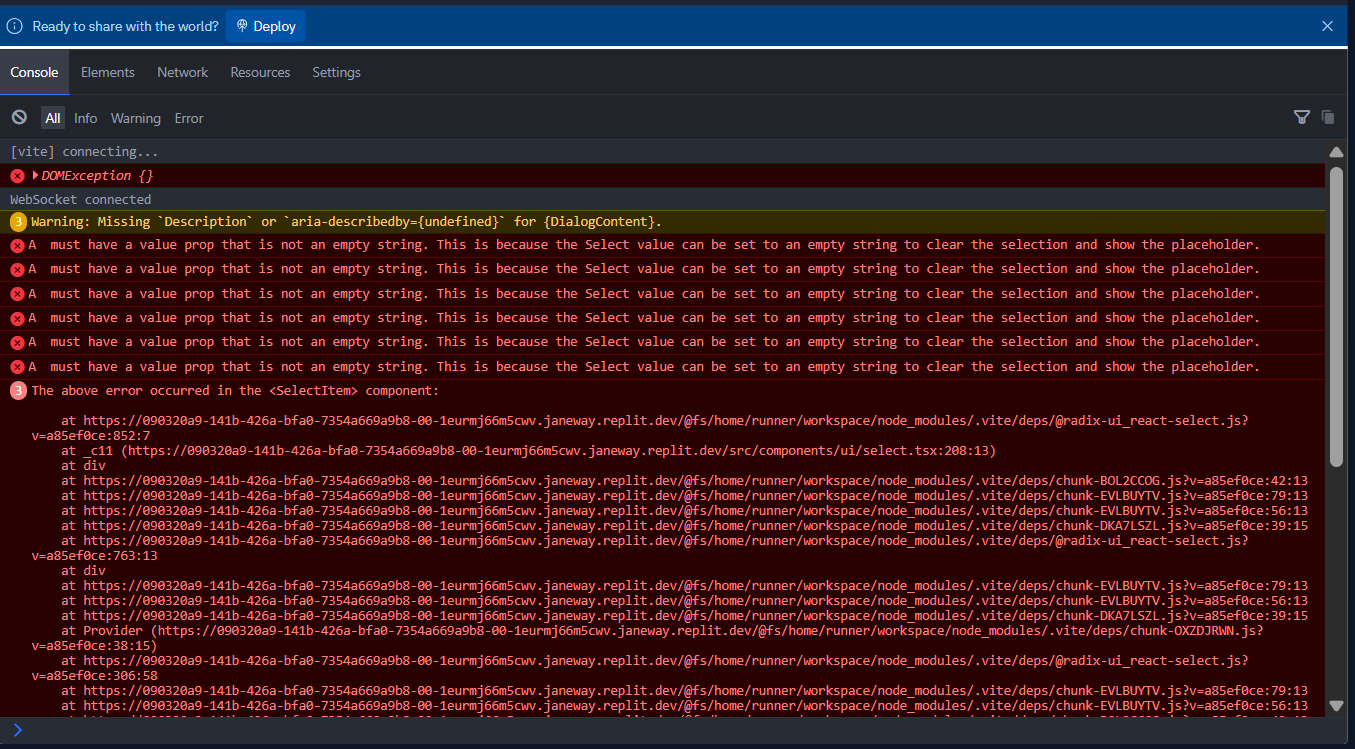 Ready to share with the world? Deploy
Console Elements Network Resources Settings
All Info Warning Error
[vite] connecting...
DOMException {}
WebSocket connected
3 Warning: Missing `Description` or `aria-describedby={undefined}` for {DialogContent}.
A  must have a value prop that is not an empty string. This is because the Select value can be set to an empty string to clear the selection and show the placeholder.
A  must have a value prop that is not an empty string. This is because the Select value can be set to an empty string to clear the selection and show the placeholder.
A  must have a value prop that is not an empty string. This is because the Select value can be set to an empty string to clear the selection and show the placeholder.
A  must have a value prop that is not an empty string. This is because the Select value can be set to an empty string to clear the selection and show the placeholder.
A  must have a value prop that is not an empty string. This is because the Select value can be set to an empty string to clear the selection and show the placeholder.
A  must have a value prop that is not an empty string. This is because the Select value can be set to an empty string to clear the selection and show the placeholder.
3 The above error occurred in the <SelectItem> component:
at https://090320a9-141b-426a-bfa0-7354a669a9b8-00-1eurmj66m5cwv.janeway.replit.dev/@fs/home/runner/workspace/node_modules/.vite/deps/@radix-ui_react-select.js?
v=a85ef0ce:852:7
at _c11 (https://090320a9-141b-426a-bfa0-7354a669a9b8-00-1eurmj66m5cwv.janeway.replit.dev/src/components/ui/select.tsx:208:13)
at div
at https://090320a9-141b-426a-bfa0-7354a669a9b8-00-1eurmj66m5cwv.janeway.replit.dev/@fs/home/runner/workspace/node_modules/.vite/deps/chunk-BOL2CCOG.js?v=a85ef0ce:42:13
at https://090320a9-141b-426a-bfa0-7354a669a9b8-00-1eurmj66m5cwv.janeway.replit.dev/@fs/home/runner/workspace/node_modules/.vite/deps/chunk-EVLBUYTV.js?v=a85ef0ce:79:13
at https://090320a9-141b-426a-bfa0-7354a669a9b8-00-1eurmj66m5cwv.janeway.replit.dev/@fs/home/runner/workspace/node_modules/.vite/deps/chunk-EVLBUYTV.js?v=a85ef0ce:56:13
at https://090320a9-141b-426a-bfa0-7354a669a9b8-00-1eurmj66m5cwv.janeway.replit.dev/@fs/home/runner/workspace/node_modules/.vite/deps/chunk-DKA7LSZL.js?v=a85ef0ce:39:15
at https://090320a9-141b-426a-bfa0-7354a669a9b8-00-1eurmj66m5cwv.janeway.replit.dev/@fs/home/runner/workspace/node_modules/.vite/deps/@radix-ui_react-select.js?
v=a85ef0ce:763:13
at div
at https://090320a9-141b-426a-bfa0-7354a669a9b8-00-1eurmj66m5cwv.janeway.replit.dev/@fs/home/runner/workspace/node_modules/.vite/deps/chunk-EVLBUYTV.js?v=a85ef0ce:79:13
at https://090320a9-141b-426a-bfa0-7354a669a9b8-00-1eurmj66m5cwv.janeway.replit.dev/@fs/home/runner/workspace/node_modules/.vite/deps/chunk-EVLBUYTV.js?v=a85ef0ce:56:13
at https://090320a9-141b-426a-bfa0-7354a669a9b8-00-1eurmj66m5cwv.janeway.replit.dev/@fs/home/runner/workspace/node_modules/.vite/deps/chunk-DKA7LSZL.js?v=a85ef0ce:39:15
at Provider (https://090320a9-141b-426a-bfa0-7354a669a9b8-00-1eurmj66m5cwv.janeway.replit.dev/@fs/home/runner/workspace/node_modules/.vite/deps/chunk-OXZDJRWN.js?
v=a85ef0ce:38:15)
at https://090320a9-141b-426a-bfa0-7354a669a9b8-00-1eurmj66m5cwv.janeway.replit.dev/@fs/home/runner/workspace/node_modules/.vite/deps/@radix-ui_react-select.js?
v=a85ef0ce:306:58
at https://090320a9-141b-426a-bfa0-7354a669a9b8-00-1eurmj66m5cwv.janeway.replit.dev/@fs/home/runner/workspace/node_modules/.vite/deps/chunk-EVLBUYTV.js?v=a85ef0ce:79:13
at https://090320a9-141b-426a-bfa0-7354a669a9b8-00-1eurmj66m5cwv.janeway.replit.dev/@fs/home/runner/workspace/node_modules/.vite/deps/chunk-EVLBUYTV.js?v=a85ef0ce:56:13